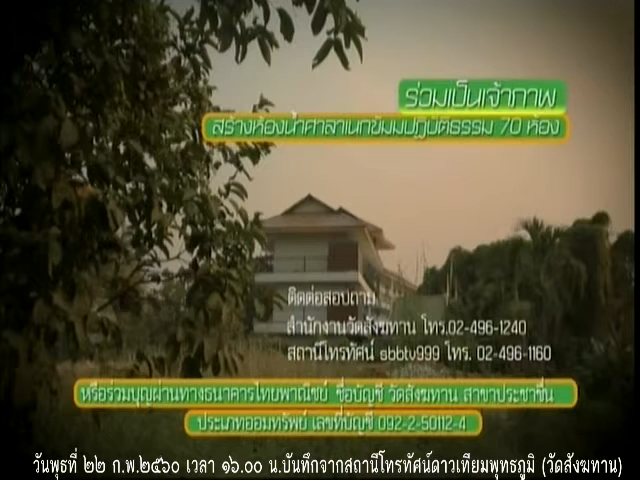 ร่วมเป็นเจ้าภาพ
สร้างห้องน้ำศาลาเนกขัมมปฏิบัติธรรม 70 ห้อง
ติดต่อสอบถาม
สำนักงานวัดสังฆทาน โทร.02-496-1240
สถานีโทรทัศน์ sbbtv999 โทร. 02-496-1160
หรือร่วมบุญผ่านทางธนาคารไทยพาณิชย์ ชื่อบัญชี วัดสังฆทาน สาขาประชาชื่น
ประเภทออมทรัพย์ เลขที่บัญชี 092-2-50112-4
วันพุธที่ ๒๒ ก.พ.๒๕๖๐ เวลา ๑๖.๐๐ น.บันทึกจากสถานีโทรทัศน์ดาวเทียมพุทธภูมิ (วัดสังฆทาน)